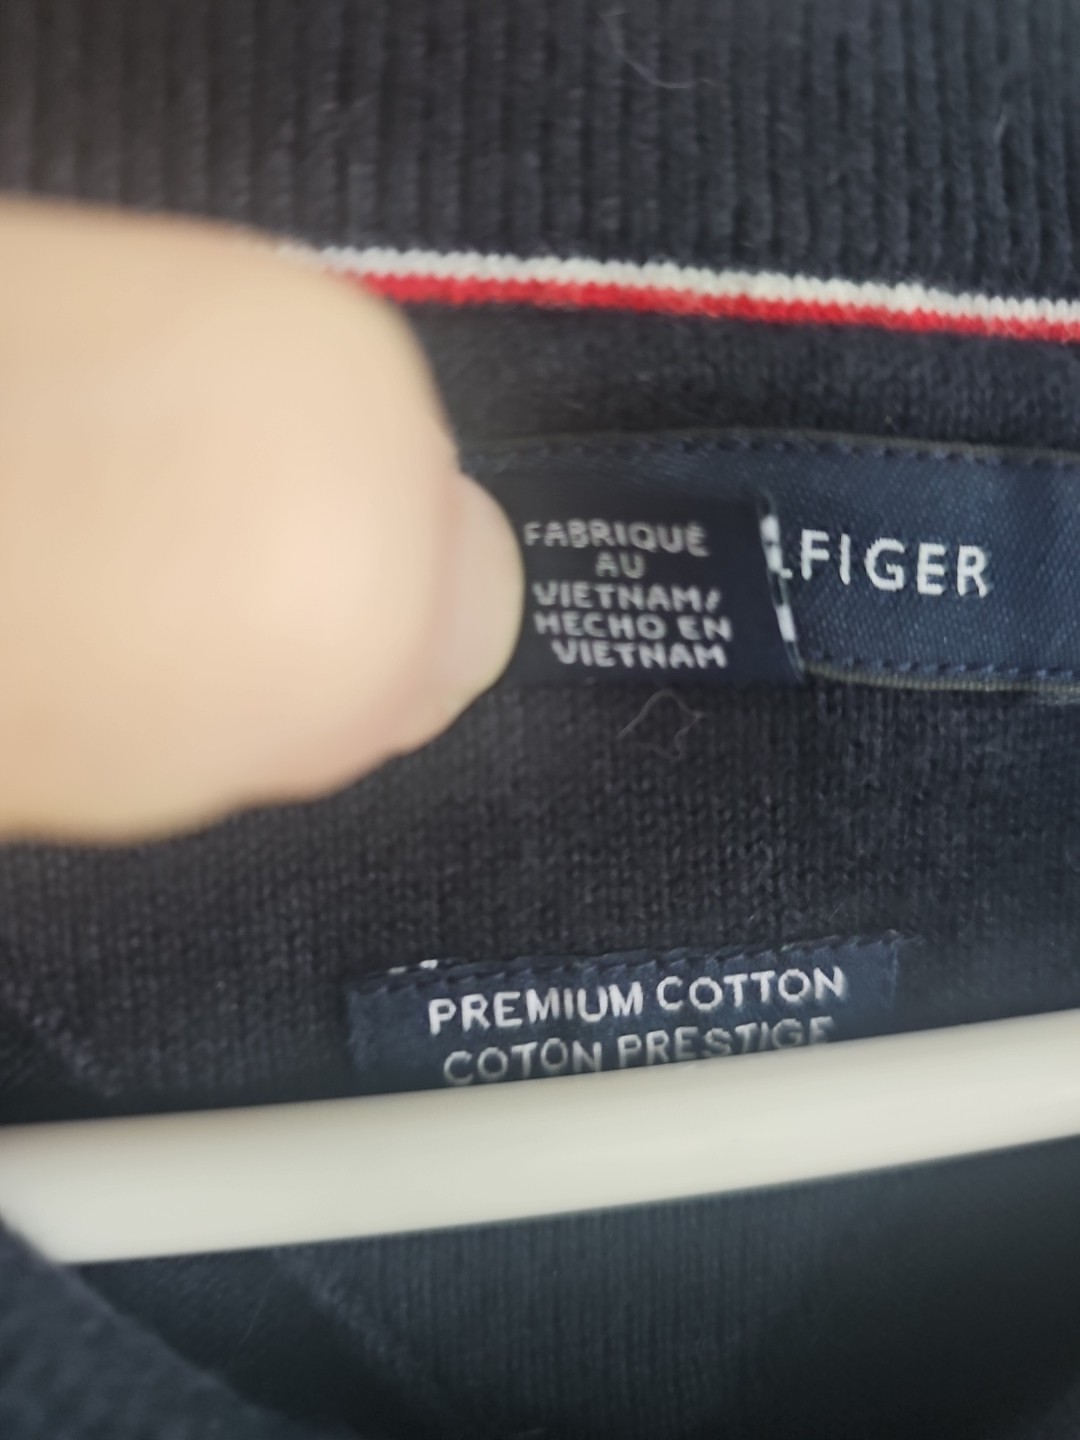 FABRIQUÉ
AU
VIETNAM/
HECHO EN
VIETNAM
LFIGER
PREMIUM COTTON
COTON PRESTIGE